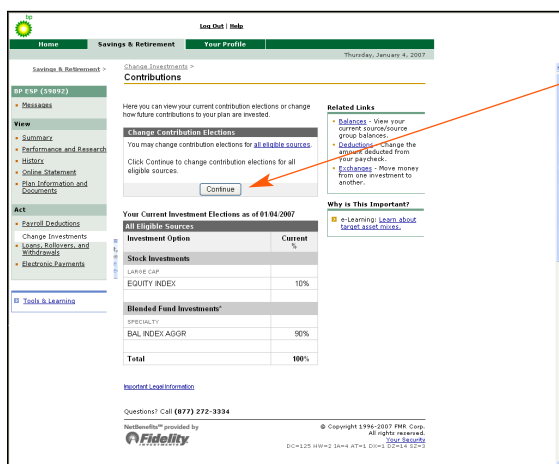 bp
Log Out | Help
Home Savings & Retirement Your Profile
Thursday, January 4, 2007
Savings & Retirement >
Change Investments >
Contributions
BP ESP (59892)
Messages
View
Summary
Performance and Research
History
Online Statement
Plan Information and
Documents
Act
Payroll Deductions
Change Investments
Loans, Rollovers, and
Withdrawals
Electronic Payments
Tools & Learning
Here you can view your current contribution elections or change
how future contributions to your plan are invested.
Change Contribution Elections
You may change contribution elections for all eligible sources.
Click Continue to change contribution elections for all
eligible sources.
Continue
Your Current Investment Elections as of 01/04/2007
All Eligible Sources
Investment Option Current
%
Stock Investments
LARGE CAP
EQUITY INDEX 10%
Blended Fund Investments*
SPECIALTY
BAL INDEX AGGR 90%
Total 100%
Related Links
Balances - View your
current source/source
group balances.
Deductions - Change the
amount deducted from
your paycheck.
Exchanges - Move money
from one investment to
another.
Why is This Important?
e-Learning: Learn about
target asset mixes.
Important Legal Information
Questions? Call (877) 272-3334
NetBenefits℠ provided by
Fidelity
INVESTMENTS
© Copyright 1996-2007 FMR Corp.
All rights reserved.
Your Security
DC=125 HW=2 IA=4 AT=1 DX=1 DZ=14 SZ=3